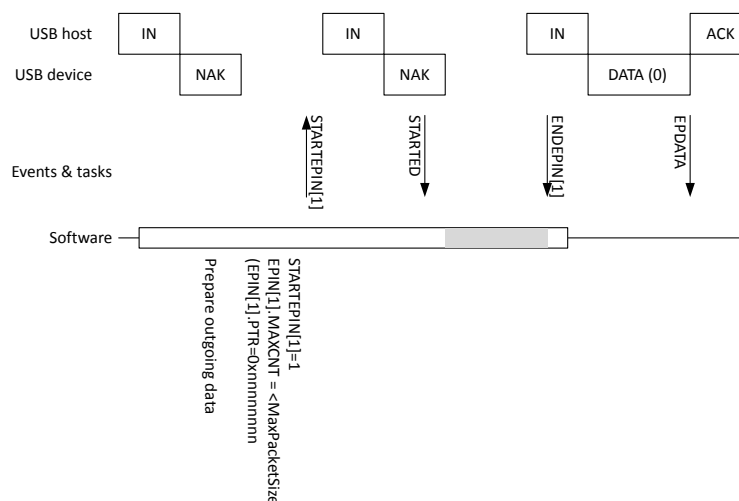 USB host IN IN IN ACK
USB device NAK NAK DATA (0)
Events & tasks
STARTEPIN[1]
STARTED
ENDEPIN[1]
EPDATA
Software
STARTEPIN[1]=1
EPIN[1].MAXCNT = <MaxPacketSize
(EPIN[1].PTR=0xnnnnnnnn
Prepare outgoing data